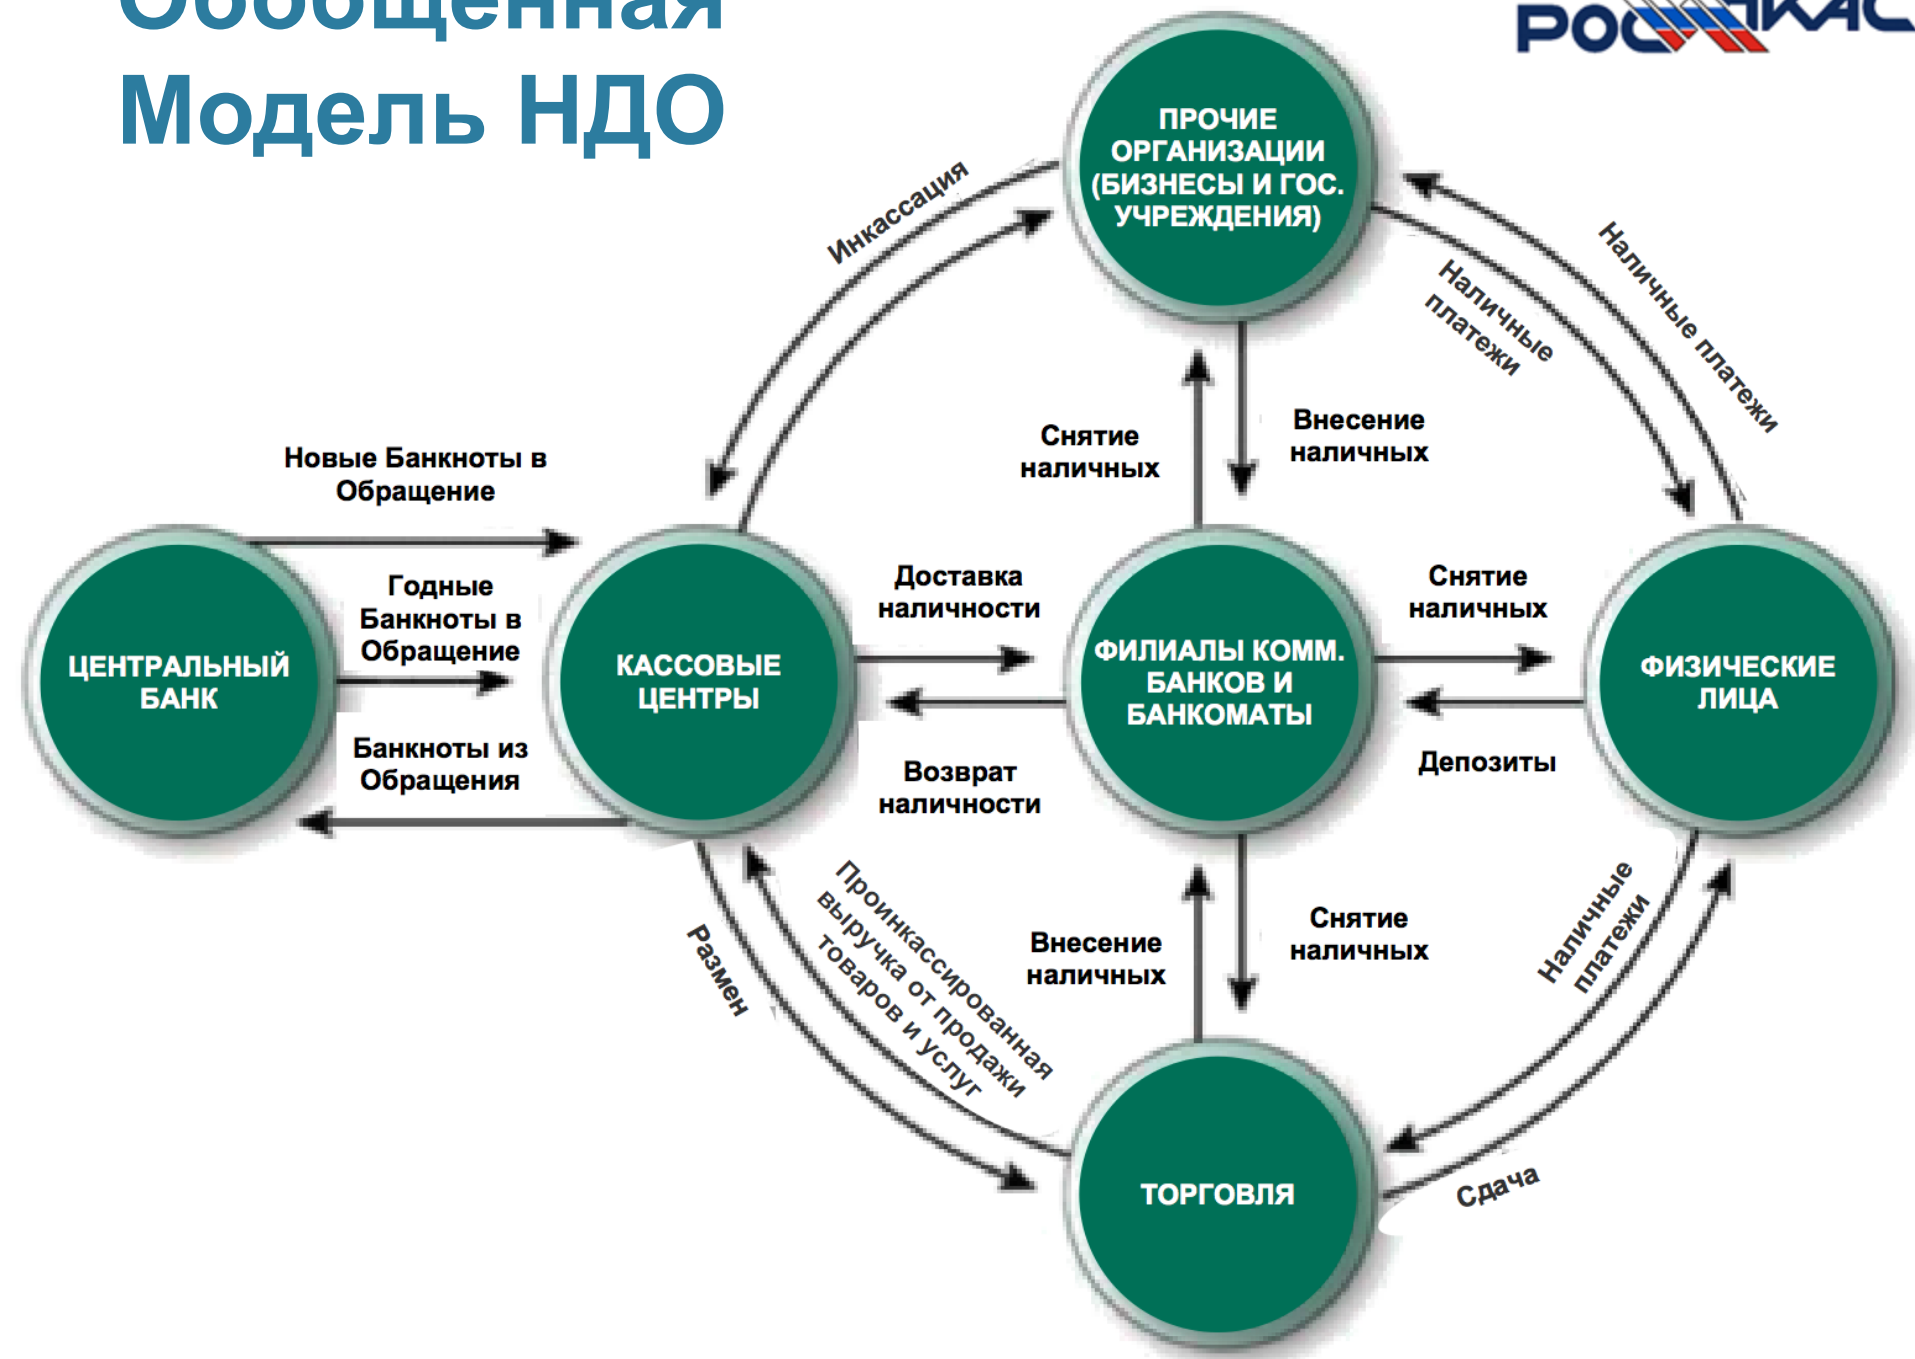 Обобщенная
Модель НДО
РОСИНКАС
ПРОЧИЕ
ОРГАНИЗАЦИИ
(БИЗНЕСЫ И ГОС.
УЧРЕЖДЕНИЯ)
Инкассация
Наличные платежи
Наличные
платежи
Снятие
наличных
Внесение
наличных
Новые Банкноты в
Обращение
Годные
Банкноты в
Обращение
Доставка
наличности
Снятие
наличных
ЦЕНТРАЛЬНЫЙ
БАНК
КАССОВЫЕ
ЦЕНТРЫ
ФИЛИАЛЫ КОММ.
БАНКОВ И
БАНКОМАТЫ
ФИЗИЧЕСКИЕ
ЛИЦА
Банкноты из
Обращения
Возврат
наличности
Депозиты
Размен
Проинкассированная
выручка от продажи
товаров и услуг
Внесение
наличных
Снятие
наличных
Наличные
платежи
ТОРГОВЛЯ
Сдача